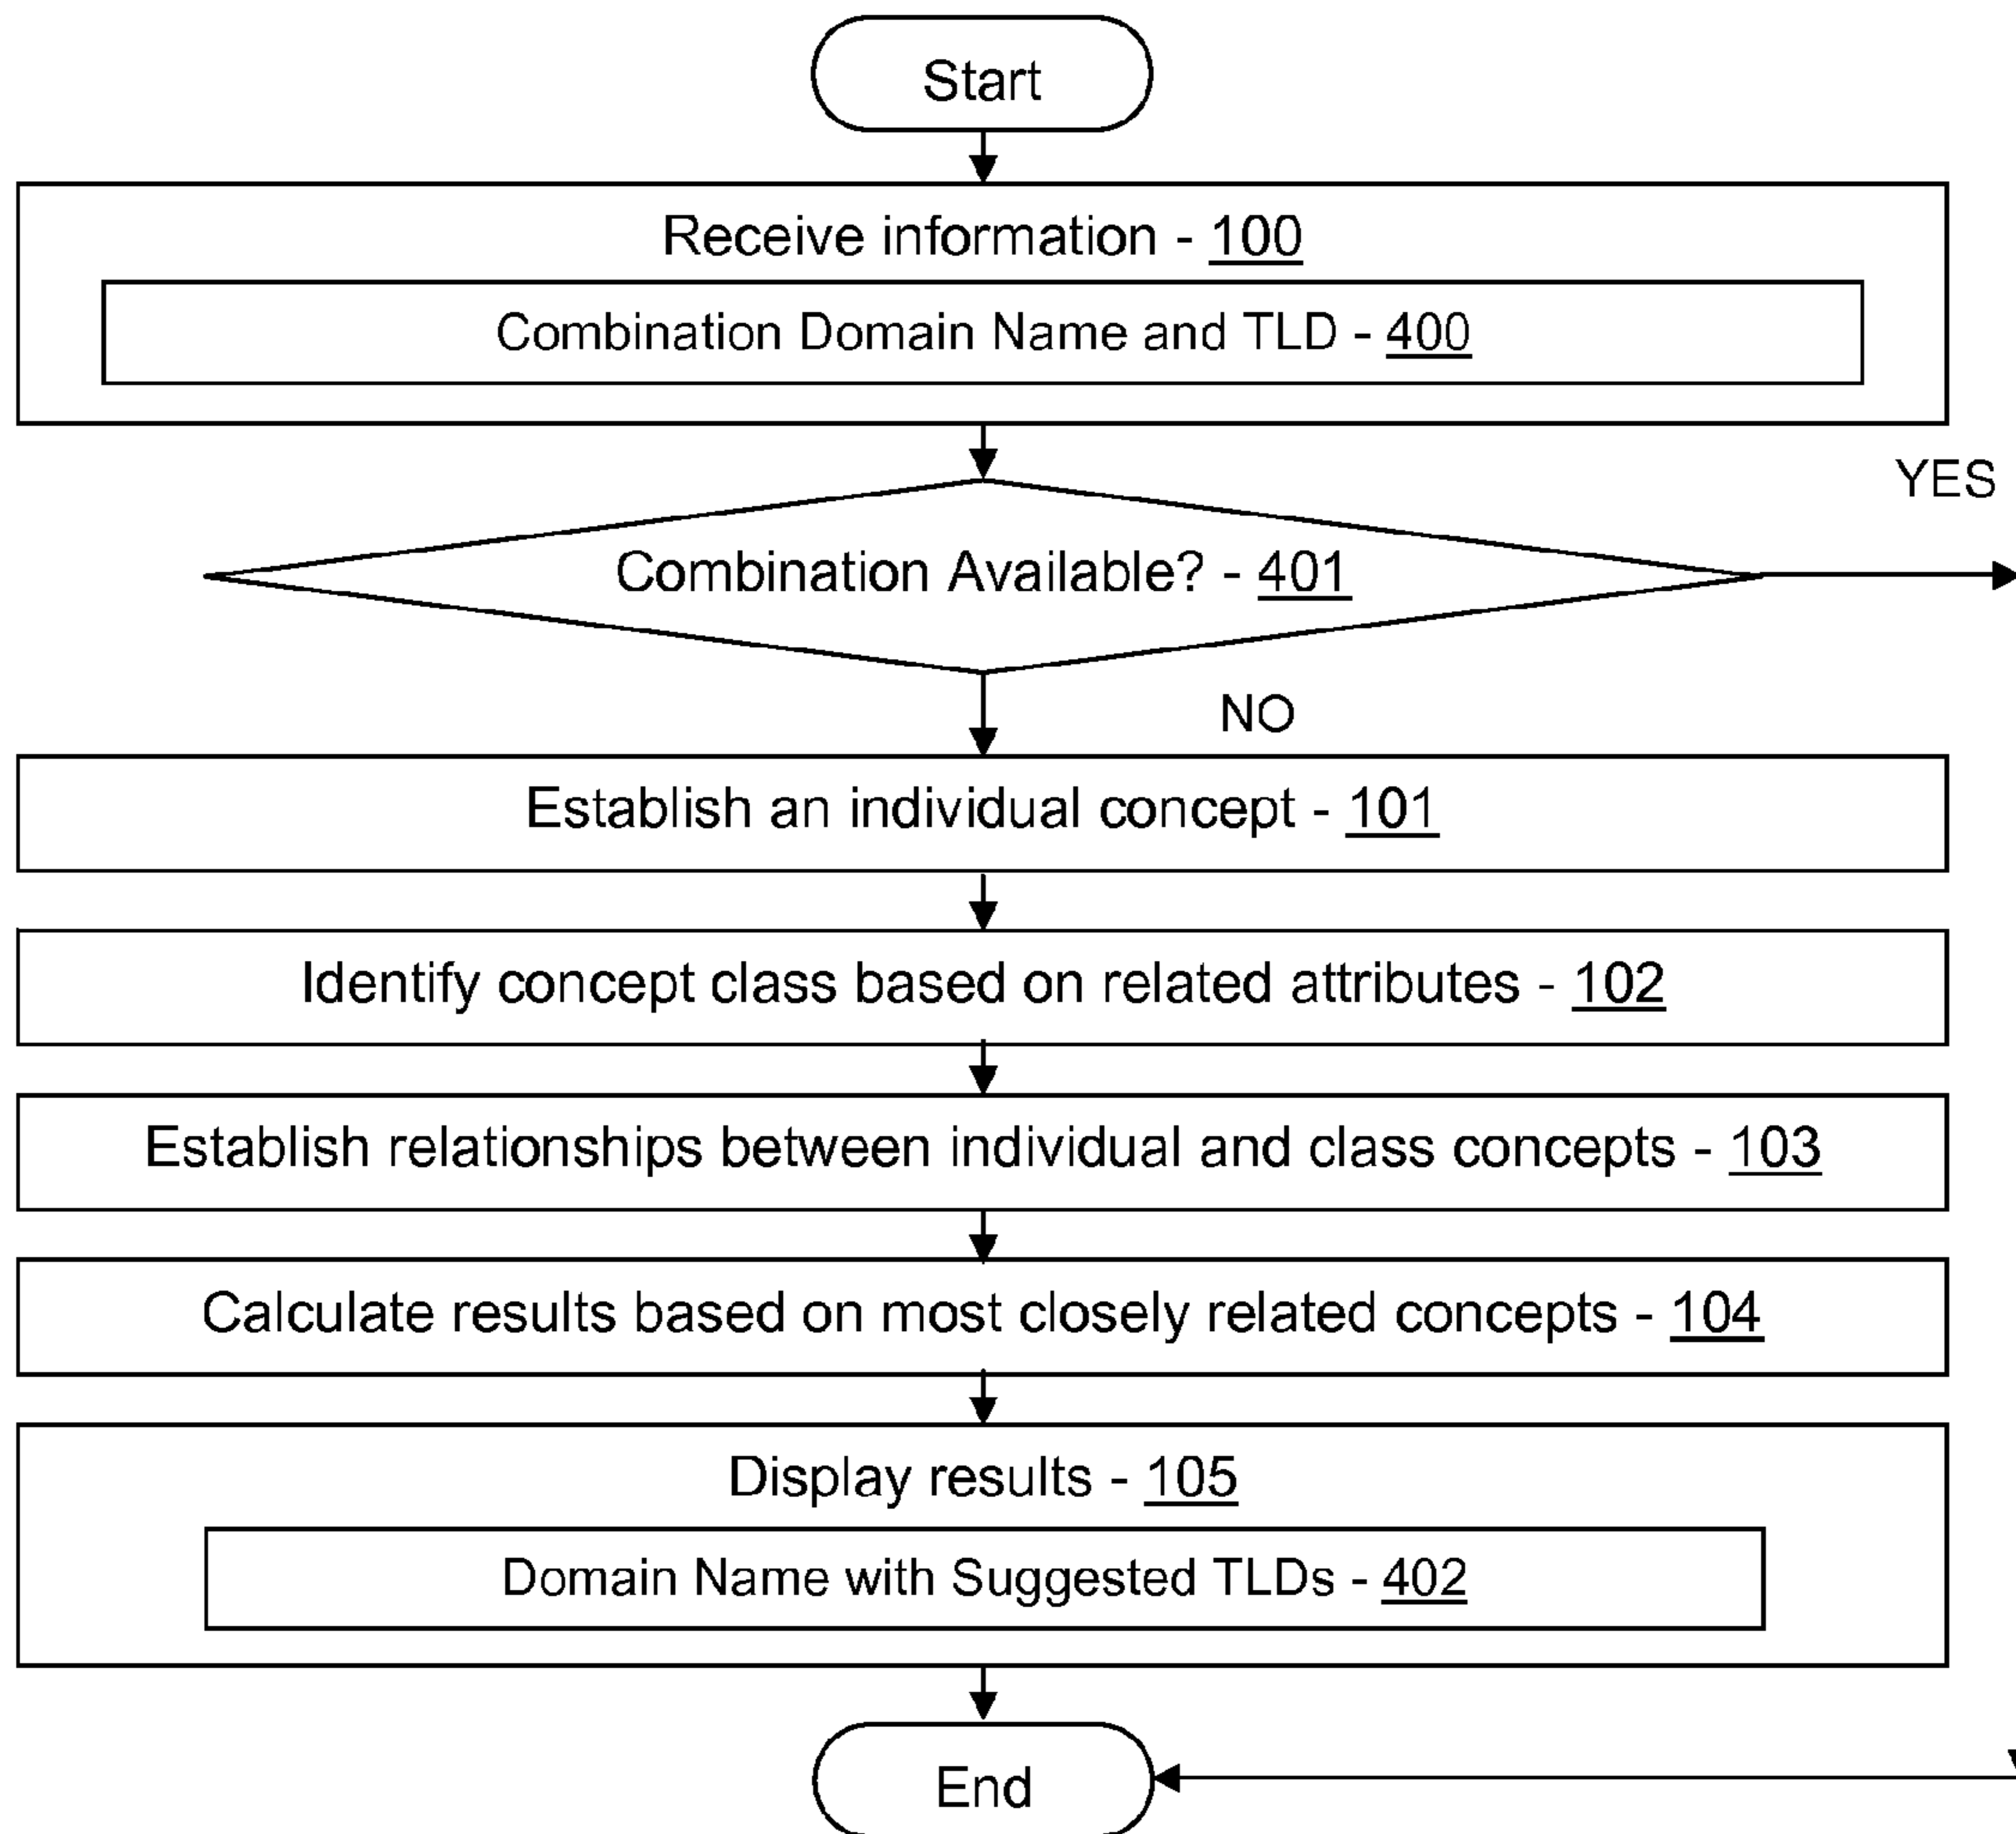 Start
Receive information - 100
Combination Domain Name and TLD - 400
YES
Combination Available? - 401
NO
Establish an individual concept - 101
Identify concept class based on related attributes - 102
Establish relationships between individual and class concepts - 103
Calculate results based on most closely related concepts - 104
Display results - 105
Domain Name with Suggested TLDs - 402
End